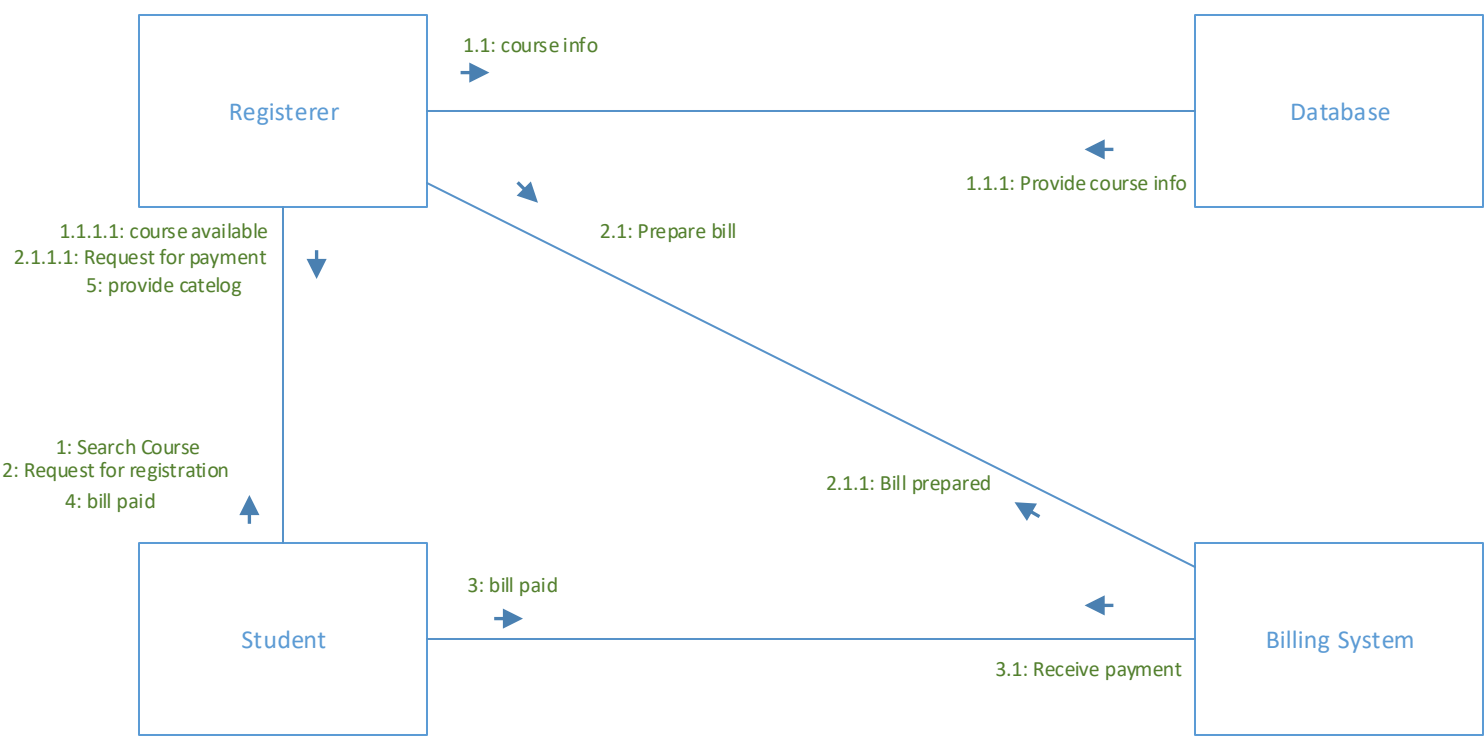 1.1: course info
Registerer
Database
1.1.1: Provide course info
1.1.1.1: course available
2.1.1.1: Request for payment
5: provide catelog
2.1: Prepare bill
1: Search Course
2: Request for registration
4: bill paid
2.1.1: Bill prepared
3: bill paid
Student
Billing System
3.1: Receive payment